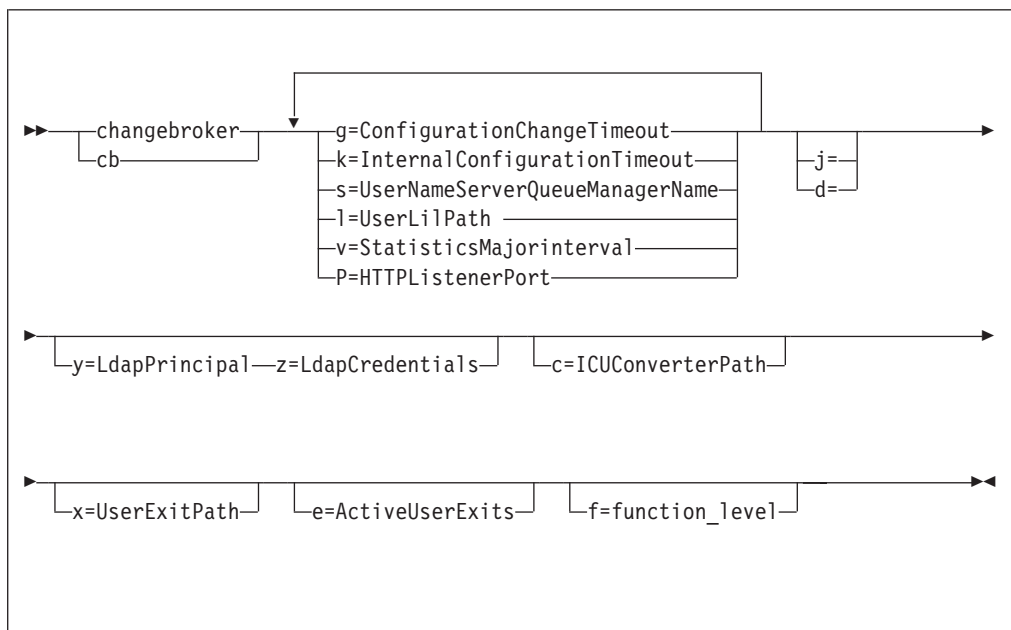 changebroker
cb
g=ConfigurationChangeTimeout
k=InternalConfigurationTimeout
s=UserNameServerQueueManagerName
l=UserLilPath
v=StatisticsMajorinterval
P=HTTPListenerPort
j=
d=
y=LdapPrincipal z=LdapCredentials
c=ICUConverterPath
x=UserExitPath
e=ActiveUserExits
f=function_level